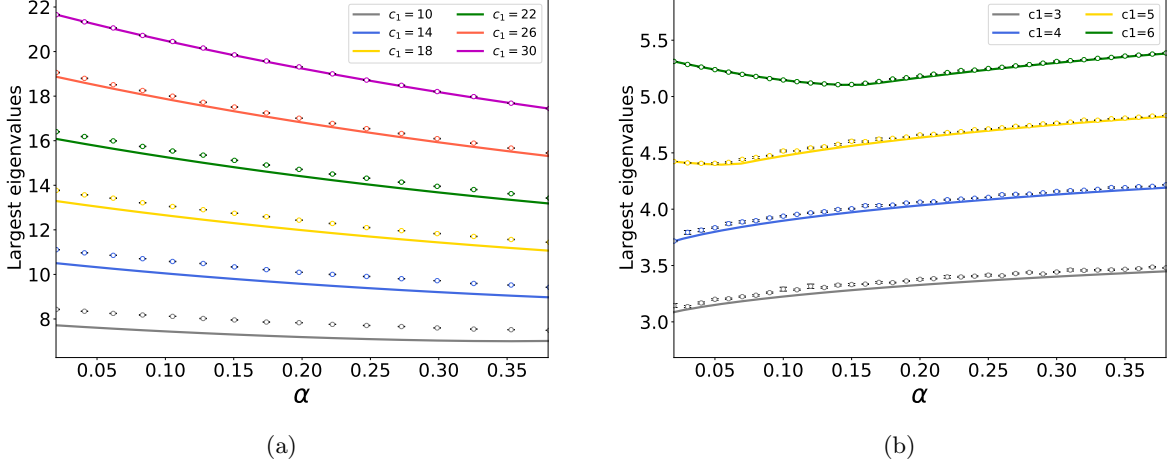 22
20
18
16
14
12
10
8
Largest eigenvalues
c₁ = 10
c₁ = 14
c₁ = 18
c₁ = 22
c₁ = 26
c₁ = 30
0.05 0.10 0.15 0.20 0.25 0.30 0.35
α
(a)
5.5
5.0
4.5
4.0
3.5
3.0
Largest eigenvalues
c1=3
c1=4
c1=5
c1=6
0.05 0.10 0.15 0.20 0.25 0.30 0.35
α
(b)